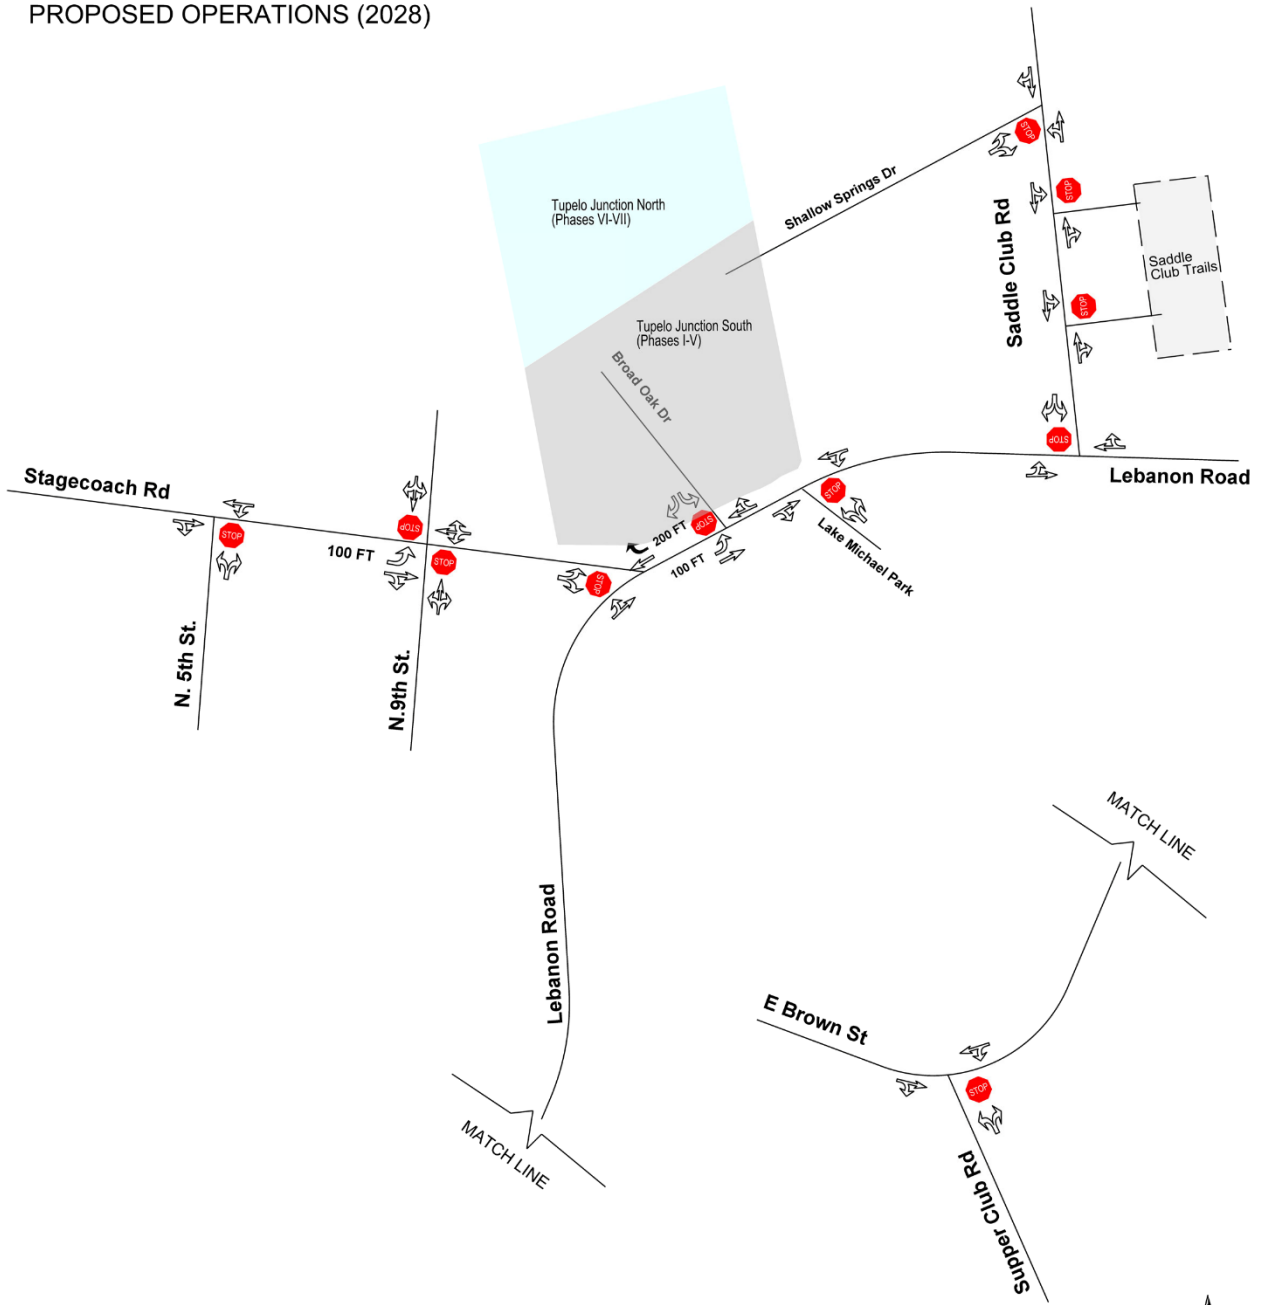 PROPOSED OPERATIONS (2028)
Tupelo Junction North
(Phases VI-VII)
Shallow Springs Dr
STOP
STOP
Saddle Club Rd
Saddle
Club Trails
STOP
Tupelo Junction South
(Phases I-V)
Broad Oak Dr
STOP
Lebanon Road
Stagecoach Rd
STOP
STOP
STOP
STOP
100 FT
STOP
200 FT
100 FT
STOP
Lake Michael Park
N. 5th St.
N.9th St.
MATCH LINE
Lebanon Road
E Brown St
STOP
MATCH LINE
Supper Club Rd